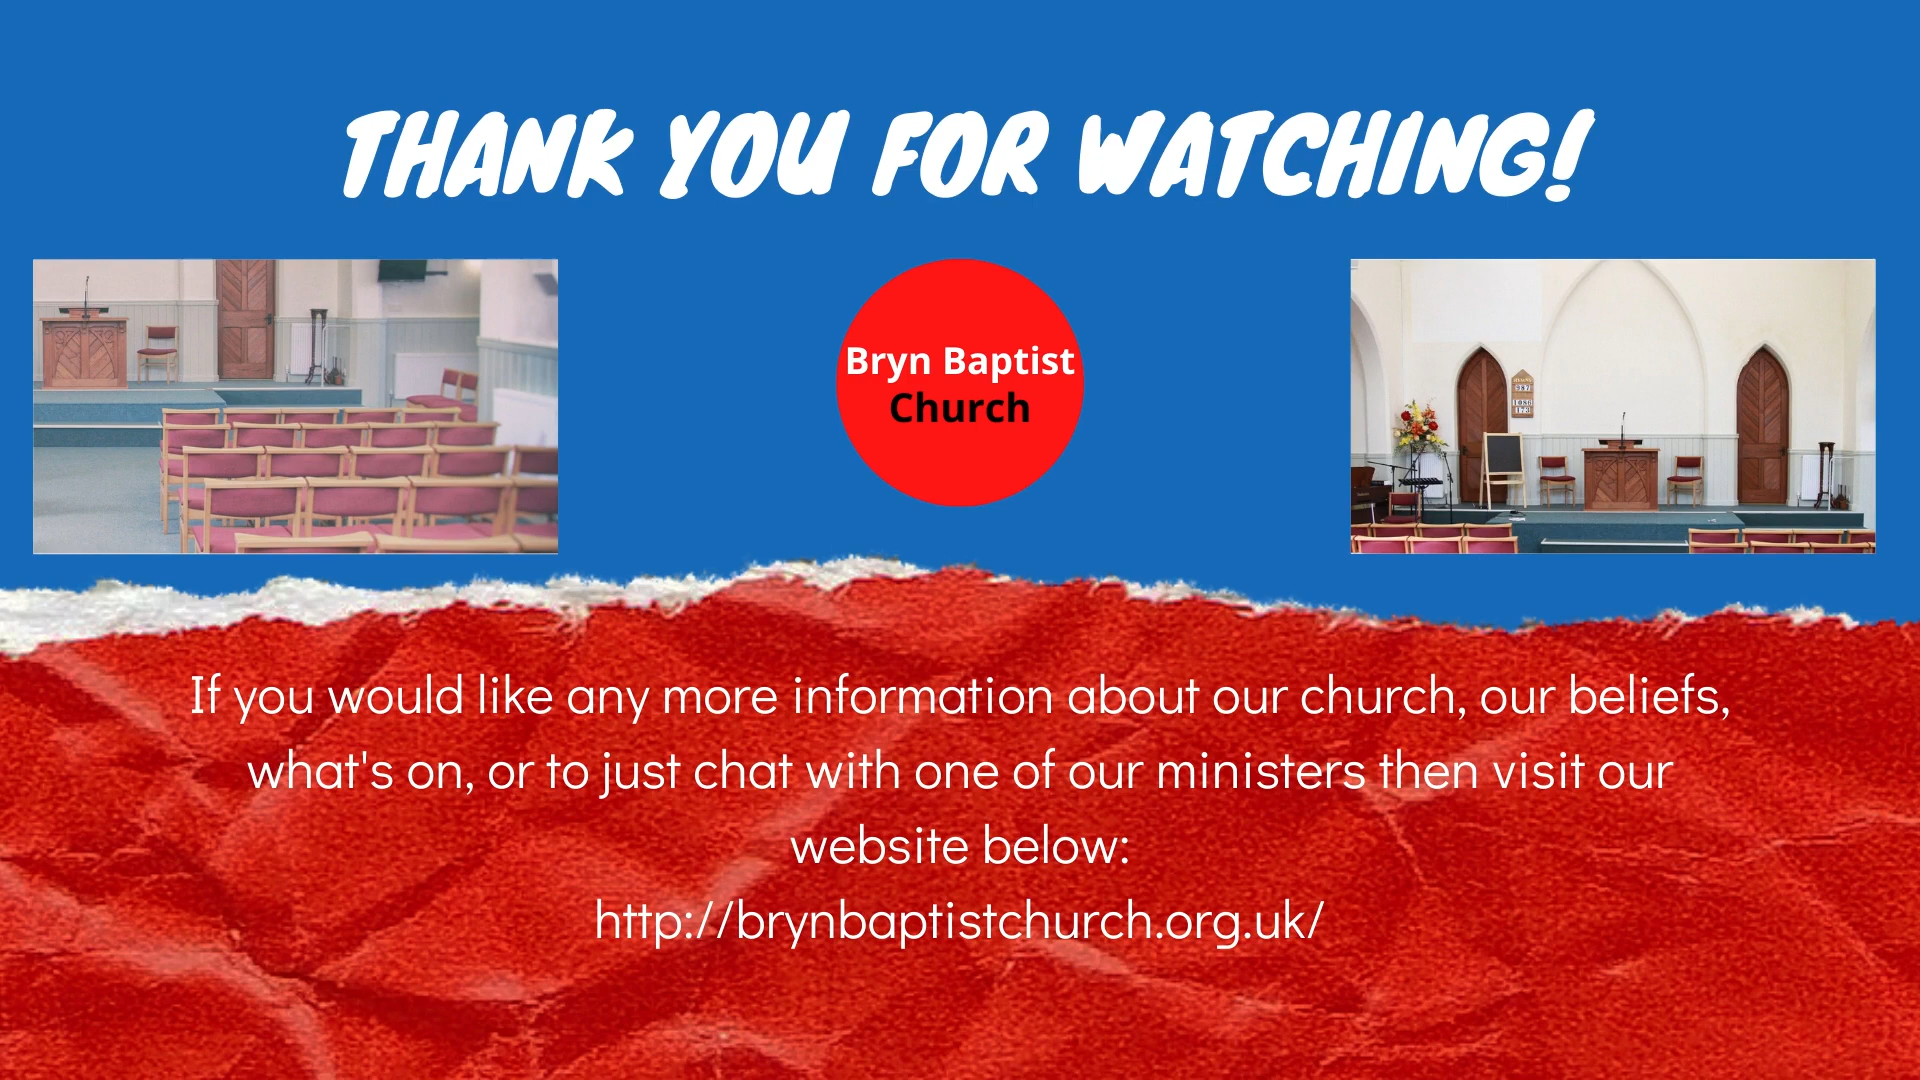 THANK YOU FOR WATCHING!
Bryn Baptist
Church
If you would like any more information about our church, our beliefs,
what's on, or to just chat with one of our ministers then visit our
website below:
http://brynbaptistchurch.org.uk/